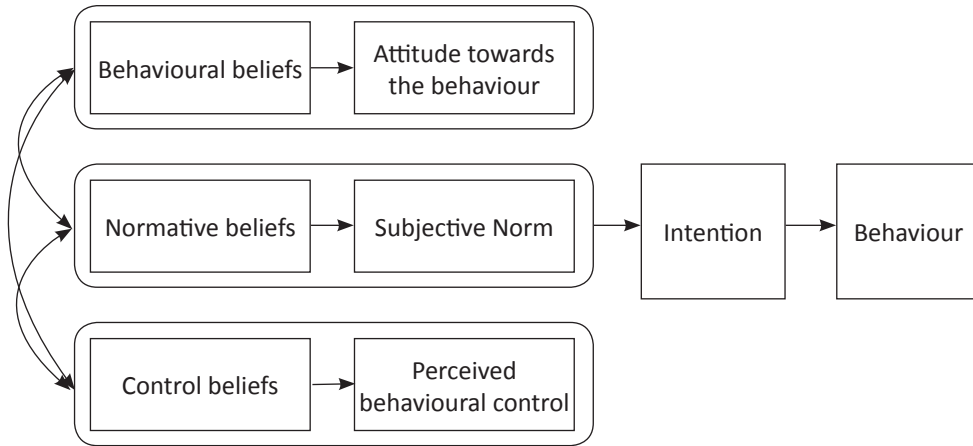 Behavioural beliefs
Attitude towards
the behaviour
Normative beliefs
Subjective Norm
Intention
Behaviour
Control beliefs
Perceived
behavioural control